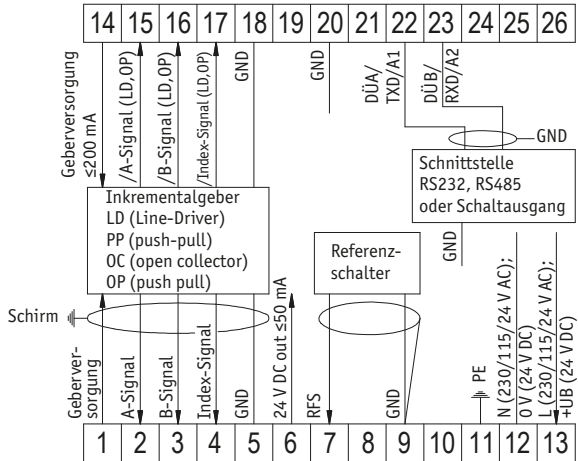 14 15 16 17 18 19 20 21 22 23 24 25 26
Geberversorgung
≤200 mA
/A-Signal (LD,OP)
/B-Signal (LD,OP)
/Index-Signal (LD,OP)
GND
GND
DÜA/
TXD/A1
DÜB/
RXD/A2
GND
Schnittstelle
RS232, RS485
oder Schaltausgang
Inkrementalgeber
LD (Line-Driver)
PP (push-pull)
OC (open collector)
OP (push pull)
Referenz-
schalter
GND
Schirm
Geberver-
sorgung
A-Signal
B-Signal
Index-Signal
GND
24 V DC out ≤50 mA
RFS
GND
PE
N (230/115/24 V AC);
0 V (24 V DC)
L (230/115/24 V AC);
+UB (24 V DC)
1 2 3 4 5 6 7 8 9 10 11 12 13